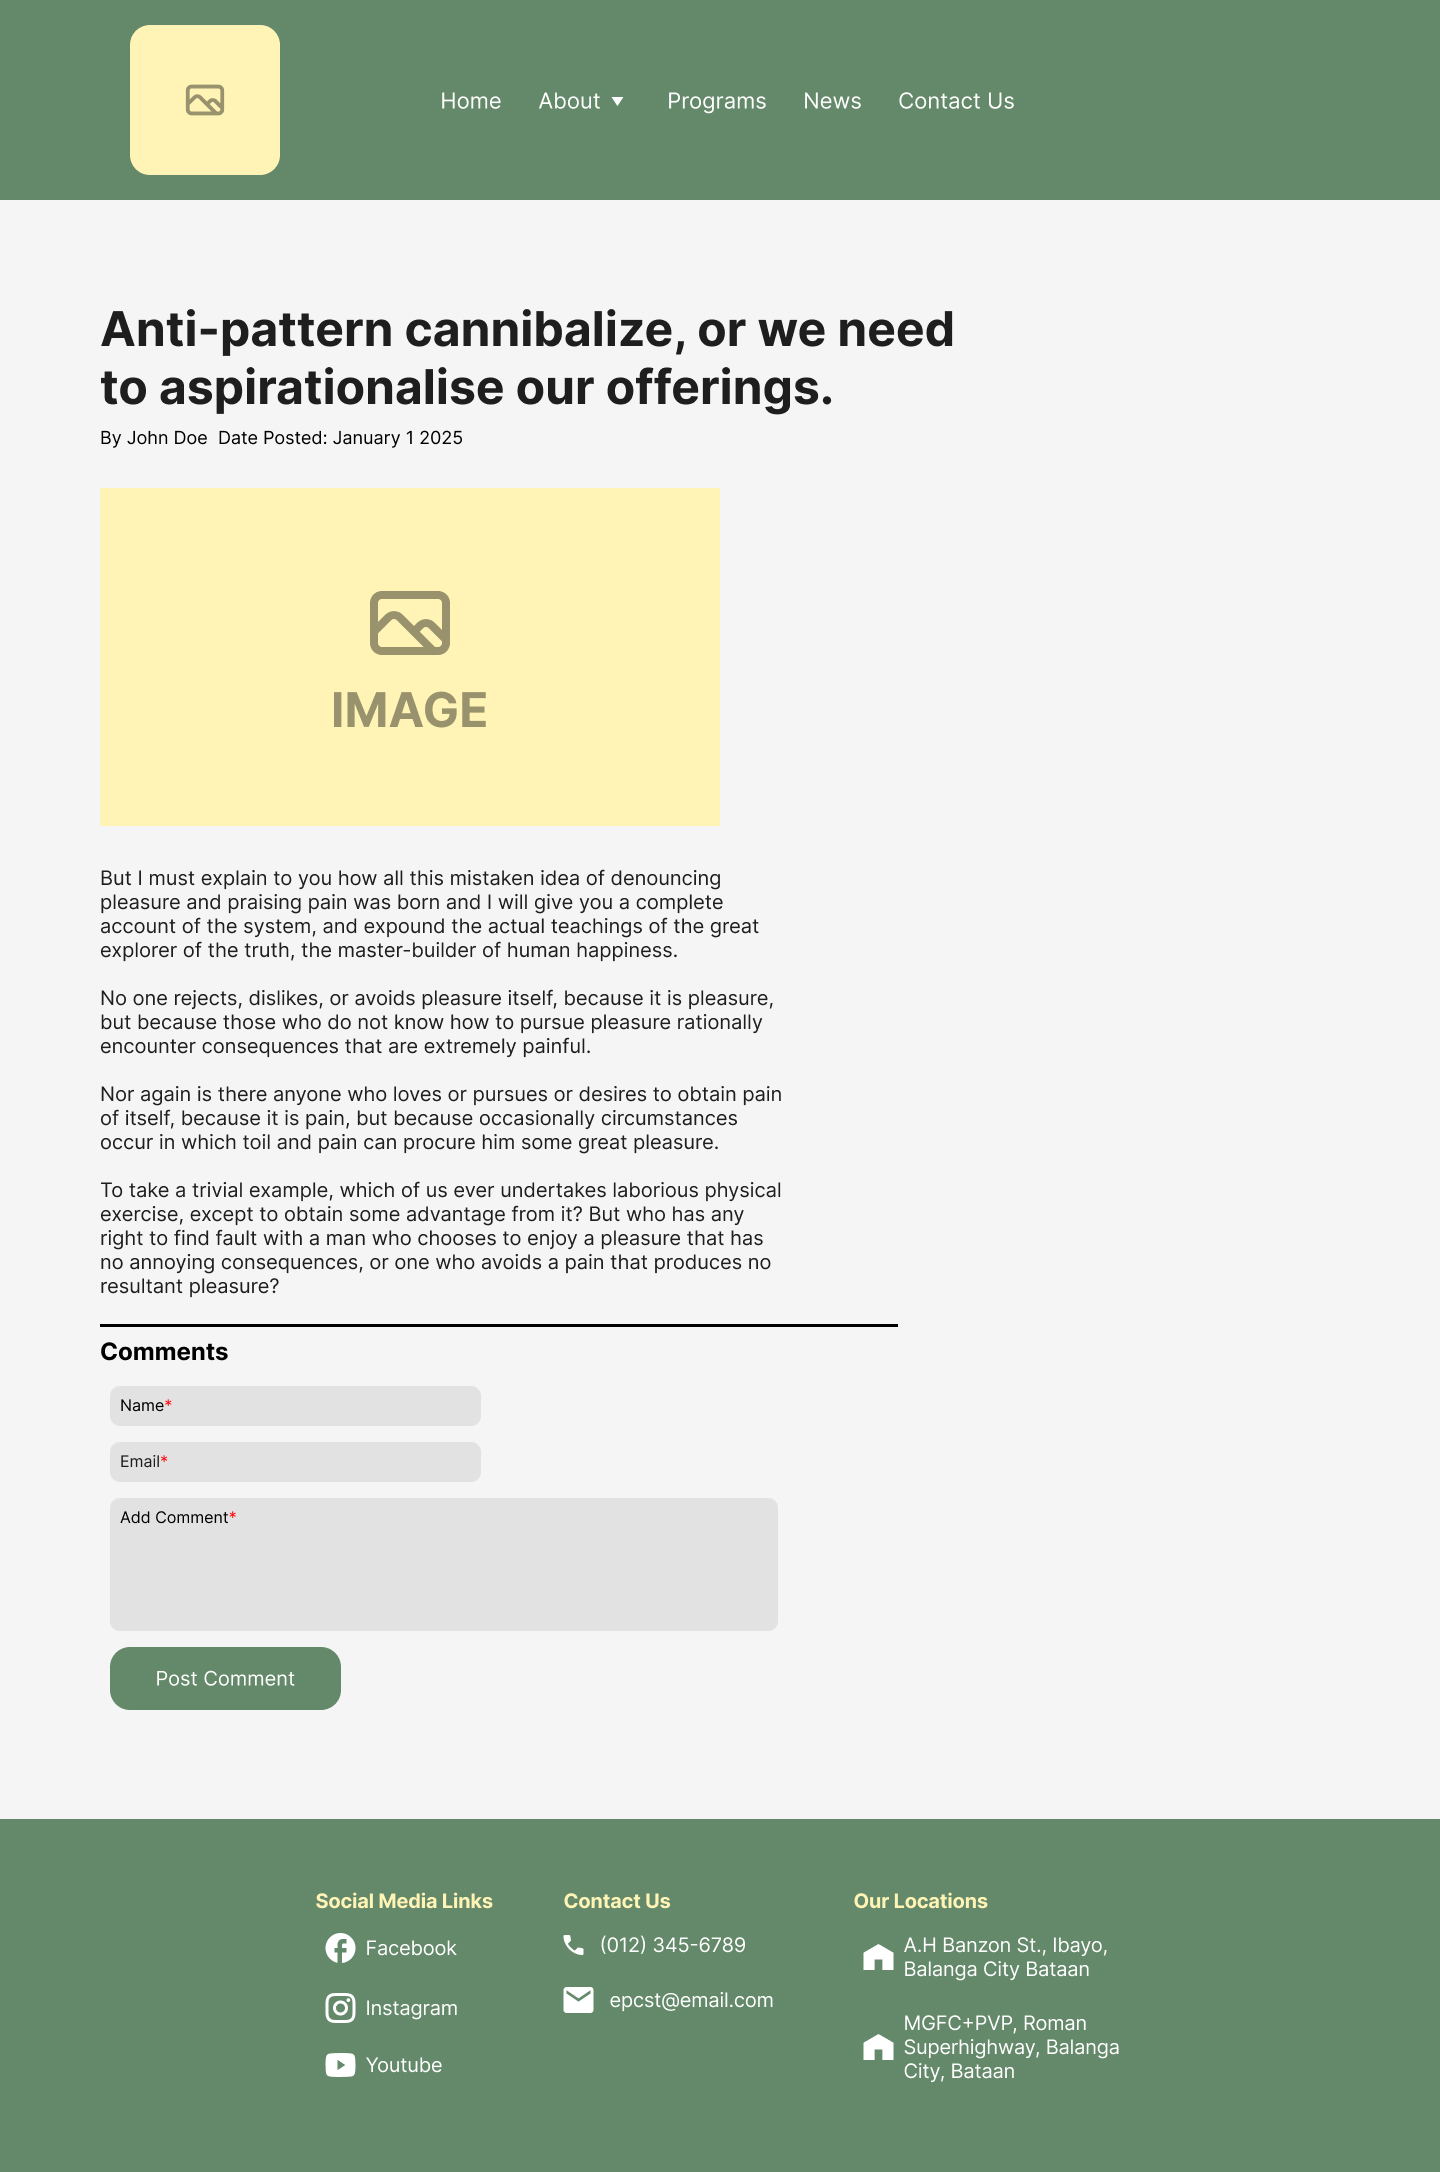 Home About Programs News Contact Us
Anti-pattern cannibalize, or we need
to aspirationalise our offerings.
By John Doe Date Posted: January 1 2025
IMAGE
But I must explain to you how all this mistaken idea of denouncing
pleasure and praising pain was born and I will give you a complete
account of the system, and expound the actual teachings of the great
explorer of the truth, the master-builder of human happiness.
No one rejects, dislikes, or avoids pleasure itself, because it is pleasure,
but because those who do not know how to pursue pleasure rationally
encounter consequences that are extremely painful.
Nor again is there anyone who loves or pursues or desires to obtain pain
of itself, because it is pain, but because occasionally circumstances
occur in which toil and pain can procure him some great pleasure.
To take a trivial example, which of us ever undertakes laborious physical
exercise, except to obtain some advantage from it? But who has any
right to find fault with a man who chooses to enjoy a pleasure that has
no annoying consequences, or one who avoids a pain that produces no
resultant pleasure?
Comments
Name*
Email*
Add Comment*
Post Comment
Social Media Links
Facebook
Instagram
Youtube
Contact Us
(012) 345-6789
epcst@email.com
Our Locations
A.H Banzon St., Ibayo,
Balanga City Bataan
MGFC+PVP, Roman
Superhighway, Balanga
City, Bataan